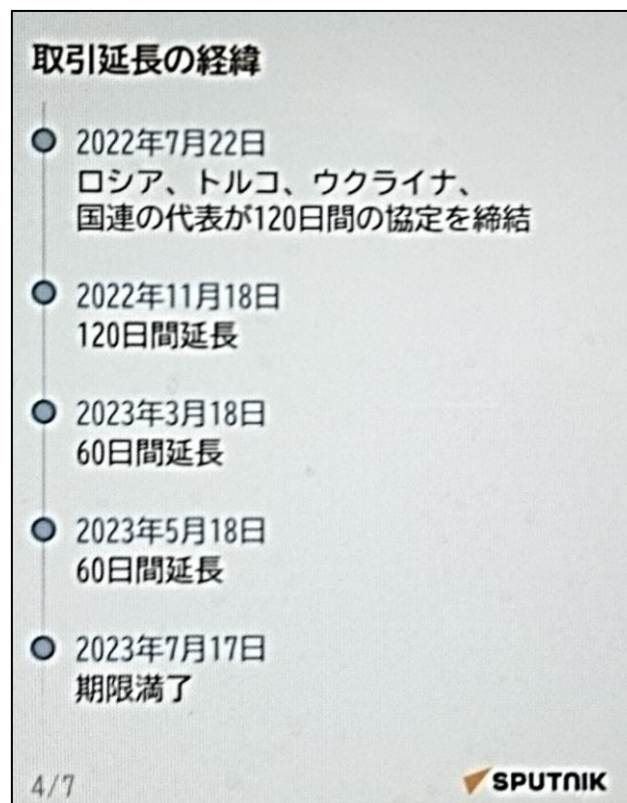 取引延長の経緯
2022年7月22日
ロシア、トルコ、ウクライナ、
国連の代表が120日間の協定を締結
2022年11月18日
120日間延長
2023年3月18日
60日間延長
2023年5月18日
60日間延長
2023年7月17日
期限満了
4/7
SPUTNIK